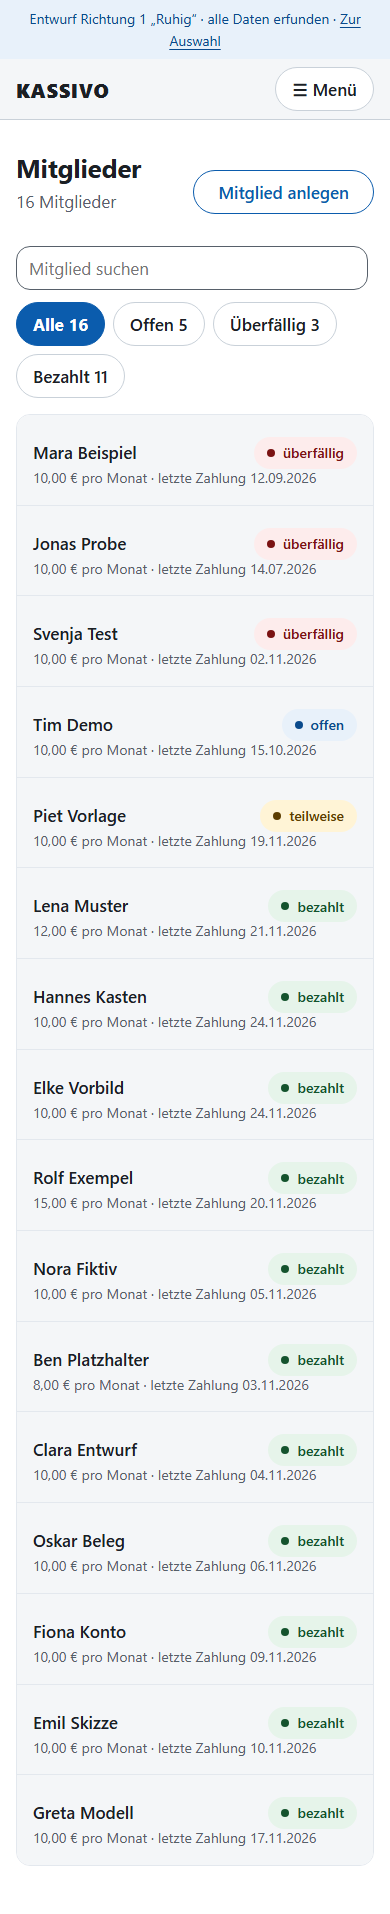 Entwurf Richtung 1 „Ruhig“ · alle Daten erfunden · Zur
Auswahl
KASSIVO
☰ Menü
Mitglieder
16 Mitglieder
Mitglied anlegen
Mitglied suchen
Alle 16
Offen 5
Überfällig 3
Bezahlt 11
Mara Beispiel
überfällig
10,00 € pro Monat · letzte Zahlung 12.09.2026
Jonas Probe
überfällig
10,00 € pro Monat · letzte Zahlung 14.07.2026
Svenja Test
überfällig
10,00 € pro Monat · letzte Zahlung 02.11.2026
Tim Demo
offen
10,00 € pro Monat · letzte Zahlung 15.10.2026
Piet Vorlage
teilweise
10,00 € pro Monat · letzte Zahlung 19.11.2026
Lena Muster
bezahlt
12,00 € pro Monat · letzte Zahlung 21.11.2026
Hannes Kasten
bezahlt
10,00 € pro Monat · letzte Zahlung 24.11.2026
Elke Vorbild
bezahlt
10,00 € pro Monat · letzte Zahlung 24.11.2026
Rolf Exempel
bezahlt
15,00 € pro Monat · letzte Zahlung 20.11.2026
Nora Fiktiv
bezahlt
10,00 € pro Monat · letzte Zahlung 05.11.2026
Ben Platzhalter
bezahlt
8,00 € pro Monat · letzte Zahlung 03.11.2026
Clara Entwurf
bezahlt
10,00 € pro Monat · letzte Zahlung 04.11.2026
Oskar Beleg
bezahlt
10,00 € pro Monat · letzte Zahlung 06.11.2026
Fiona Konto
bezahlt
10,00 € pro Monat · letzte Zahlung 09.11.2026
Emil Skizze
bezahlt
10,00 € pro Monat · letzte Zahlung 10.11.2026
Greta Modell
bezahlt
10,00 € pro Monat · letzte Zahlung 17.11.2026